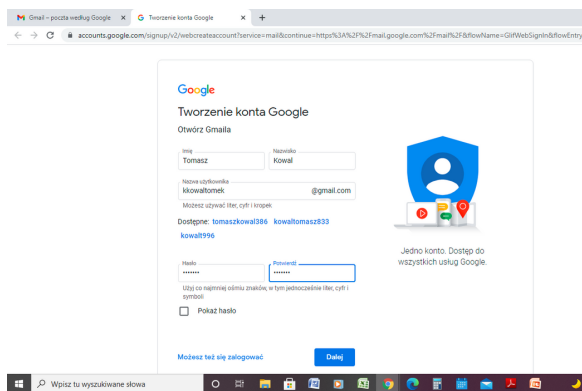 Gmail – poczta według Google
Tworzenie konta Google
accounts.google.com/signup/v2/webcreateaccount?service=mail&continue=https%3A%2F%2Fmail.google.com%2Fmail%2F&flowName=GlifWebSignIn&flowEntry
Google
Tworzenie konta Google
Otwórz Gmaila
Imię
Nazwisko
Tomasz
Kowal
Nazwa użytkownika
kkowaltomek
@gmail.com
Możesz używać liter, cyfr i kropek
Dostępne: tomaszkowal386 kowaltomasz833
kowalt996
Hasło
Potwierdź
•••••••
•••••••
Użyj co najmniej ośmiu znaków, w tym jednocześnie liter, cyfr i
symboli
Pokaż hasło
Możesz też się zalogować
Dalej
Jedno konto. Dostęp do
wszystkich usług Google.
Wpisz tu wyszukiwane słowa